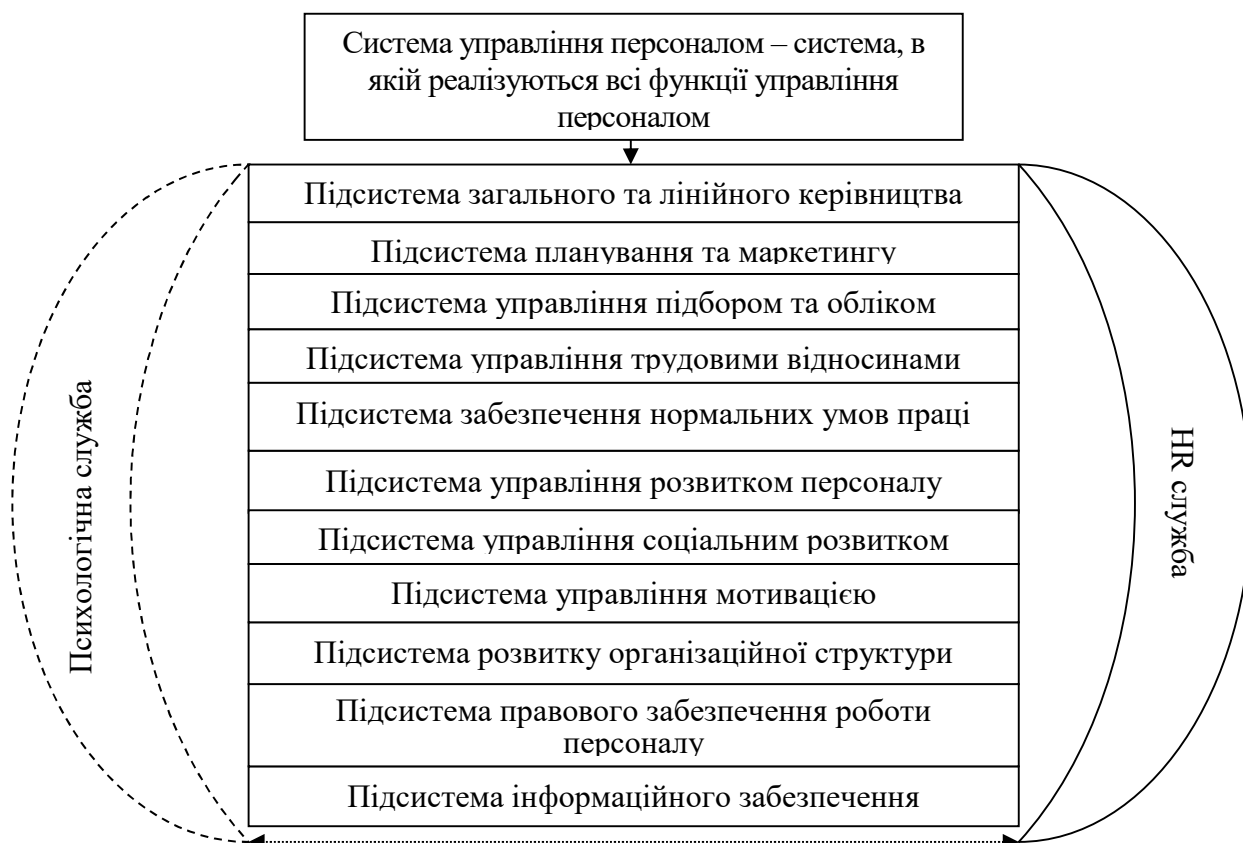 Система управління персоналом – система, в
якій реалізуються всі функції управління
персоналом
Підсистема загального та лінійного керівництва
Підсистема планування та маркетингу
Підсистема управління підбором та обліком
Підсистема управління трудовими відносинами
Підсистема забезпечення нормальних умов праці
Підсистема управління розвитком персоналу
Підсистема управління соціальним розвитком
Підсистема управління мотивацією
Підсистема розвитку організаційної структури
Підсистема правового забезпечення роботи
персоналу
Підсистема інформаційного забезпечення
Психологічна служба
HR служба